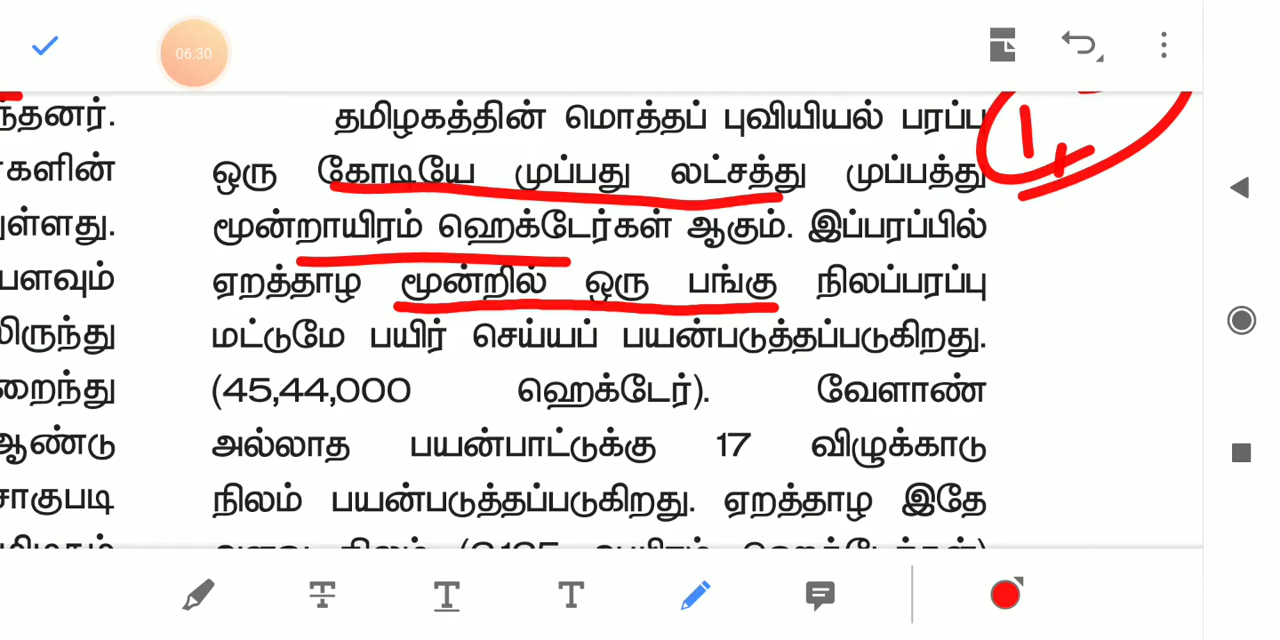 06:30
தமிழகத்தின் மொத்தப் புவியியல் பரப்பு
ஒரு கோடியே முப்பது லட்சத்து முப்பத்து
மூன்றாயிரம் ஹெக்டேர்கள் ஆகும். இப்பரப்பில்
ஏறத்தாழ மூன்றில் ஒரு பங்கு நிலப்பரப்பு
மட்டுமே பயிர் செய்யப் பயன்படுத்தப்படுகிறது.
(45,44,000 ஹெக்டேர்). வேளாண்
அல்லாத பயன்பாட்டுக்கு 17 விழுக்காடு
நிலம் பயன்படுத்தப்படுகிறது. ஏறத்தாழ இதே
ந்தனர்.
களின்
ுள்ளது.
பளவும்
லிருந்து
றைந்து
ஆண்டு
சாகுபடி